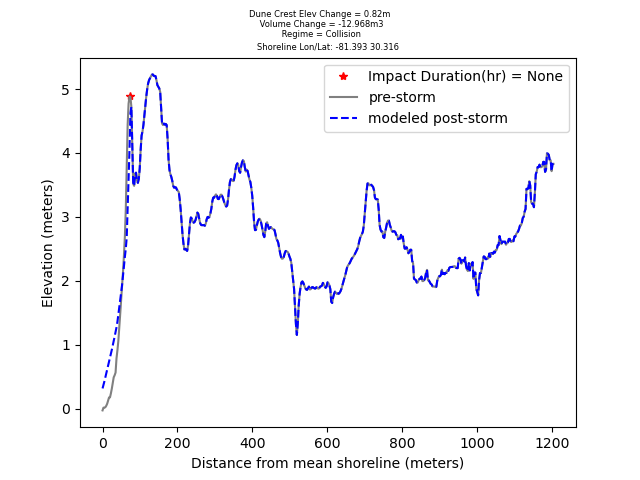 Dune Crest Elev Change = 0.82m
Volume Change = -12.968m3
Regime = Collision
Shoreline Lon/Lat: -81.393 30.316
Impact Duration(hr) = None
pre-storm
modeled post-storm
5
4
3
2
1
0
Elevation (meters)
0 200 400 600 800 1000 1200
Distance from mean shoreline (meters)